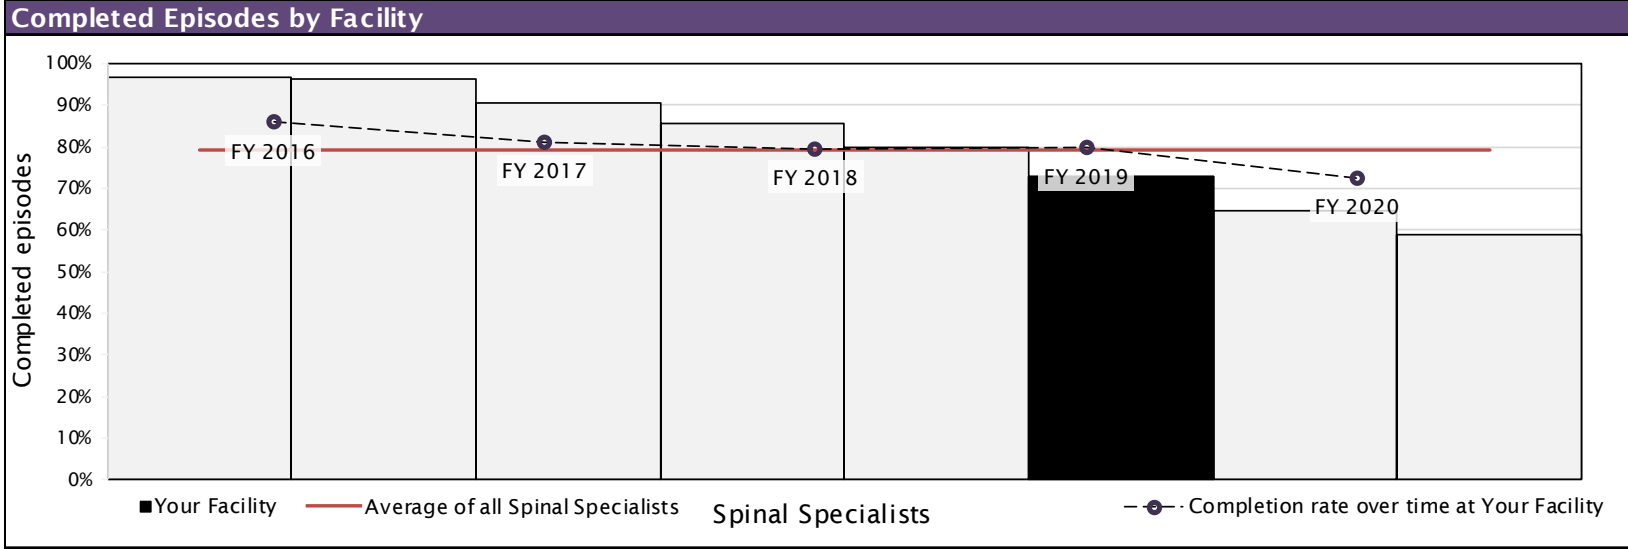 Completed Episodes by Facility
100%
90%
80%
70%
60%
50%
40%
30%
20%
10%
0%
Completed episodes
FY 2016
FY 2017
FY 2018
FY 2019
FY 2020
Your Facility
Average of all Spinal Specialists
Spinal Specialists
Completion rate over time at Your Facility